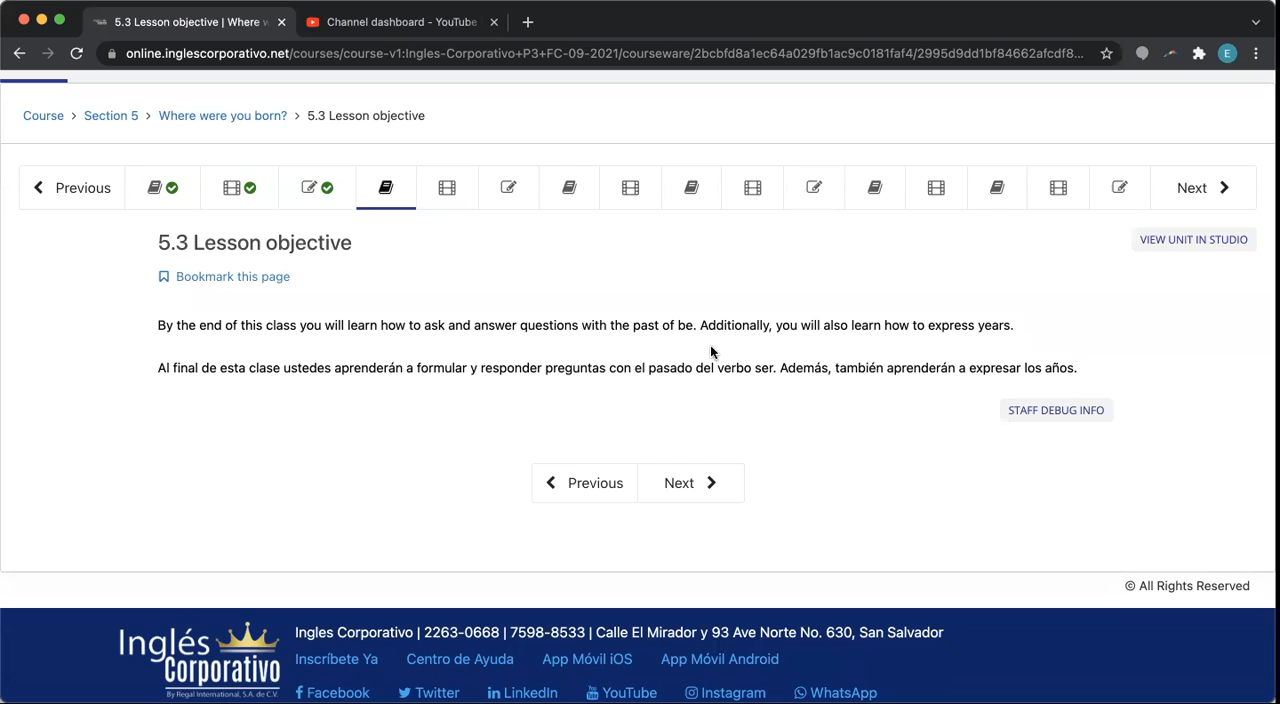 5.3 Lesson objective | Where w
Channel dashboard - YouTube
online.inglescorporativo.net/courses/course-v1:Ingles-Corporativo+P3+FC-09-2021/courseware/2bcbfd8a1ec64a029fb1ac9c0181faf4/2995d9dd1bf84662afcdf8...
E
Course > Section 5 > Where were you born? > 5.3 Lesson objective
Previous
Next
5.3 Lesson objective
VIEW UNIT IN STUDIO
Bookmark this page
By the end of this class you will learn how to ask and answer questions with the past of be. Additionally, you will also learn how to express years.
Al final de esta clase ustedes aprenderán a formular y responder preguntas con el pasado del verbo ser. Además, también aprenderán a expresar los años.
STAFF DEBUG INFO
Previous Next
© All Rights Reserved
Inglés Corporativo
By Regal International, S.A. de C.V.
Ingles Corporativo | 2263-0668 | 7598-8533 | Calle El Mirador y 93 Ave Norte No. 630, San Salvador
Inscríbete Ya Centro de Ayuda App Móvil iOS App Móvil Android
Facebook Twitter LinkedIn YouTube Instagram WhatsApp